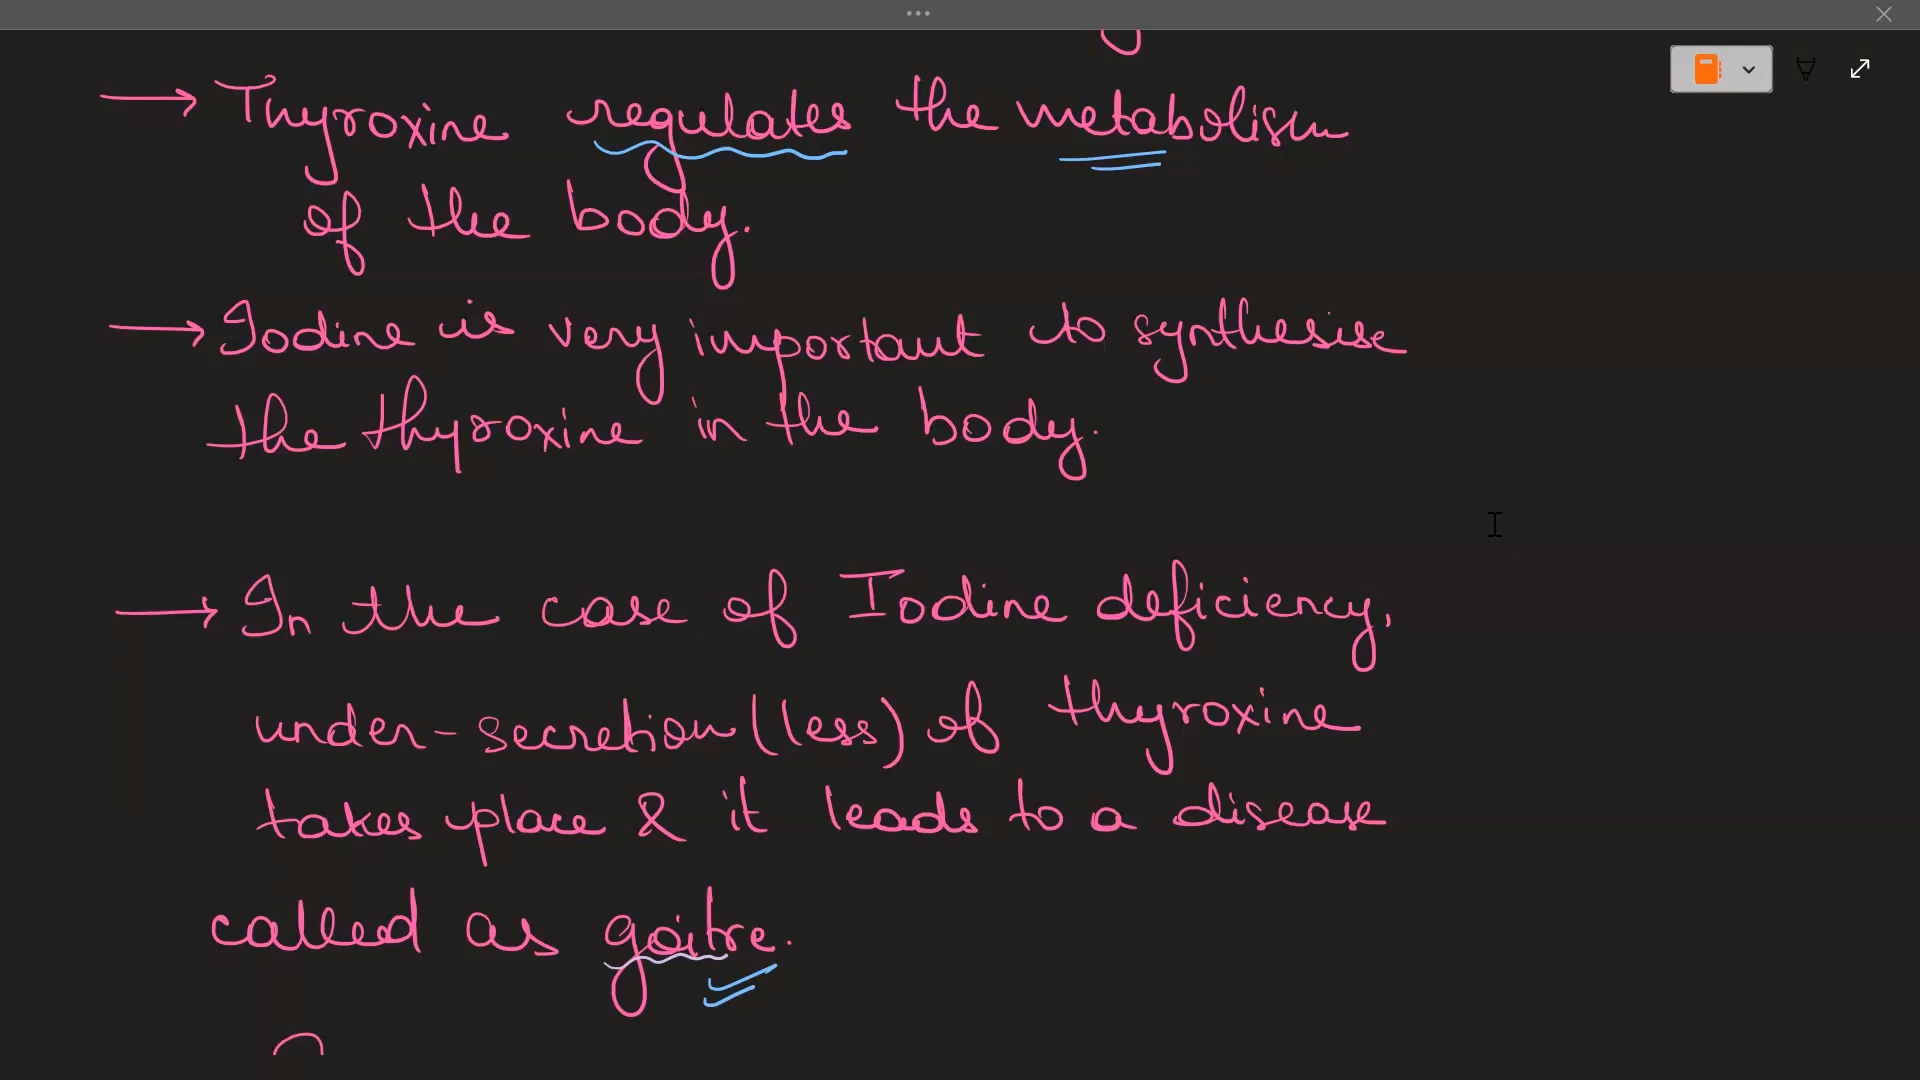 → Thyroxine regulates the metabolism
of the body.
→ Iodine is very important to synthesise
the thyroxine in the body.
→ In the case of Iodine deficiency,
under-secretion (less) of thyroxine
takes place & it leads to a disease
called as goitre.